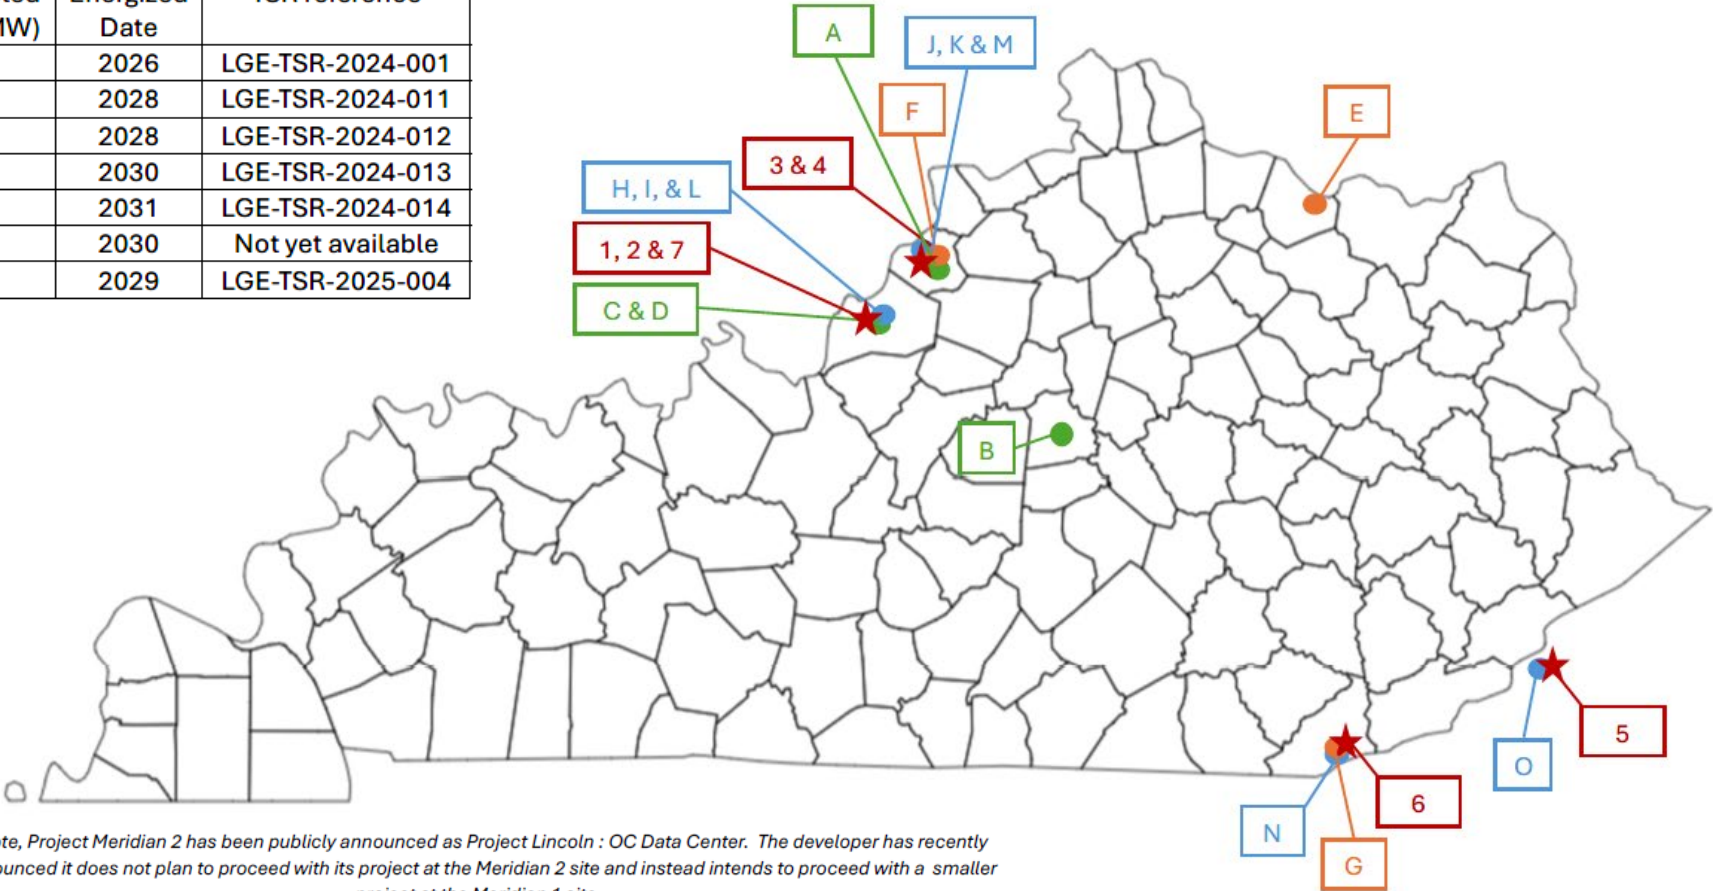 Date
2026 LGE-TSR-2024-001
2028 LGE-TSR-2024-011
2028 LGE-TSR-2024-012
2030 LGE-TSR-2024-013
2031 LGE-TSR-2024-014
2030 Not yet available
2029 LGE-TSR-2025-004
A
J, K & M
F
E
3 & 4
H, I, & L
1, 2 & 7
C & D
B
5
O
6
N
G
Project Meridian 2 has been publicly announced as Project Lincoln : OC Data Center. The developer has recently
it does not plan to proceed with its project at the Meridian 2 site and instead intends to proceed with a smaller